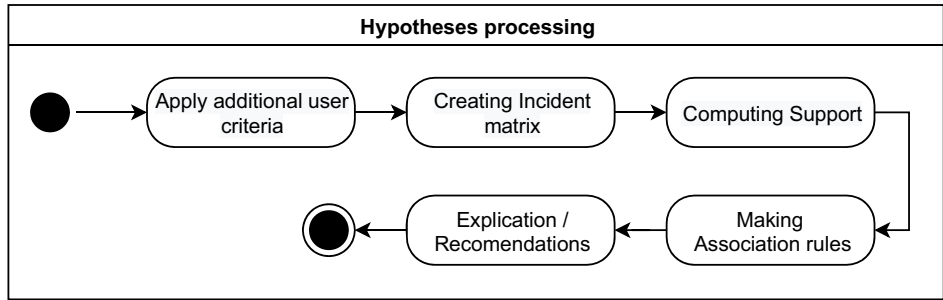 Hypotheses processing
Apply additional user
criteria
Creating Incident
matrix
Computing Support
Making
Association rules
Explication /
Recomendations